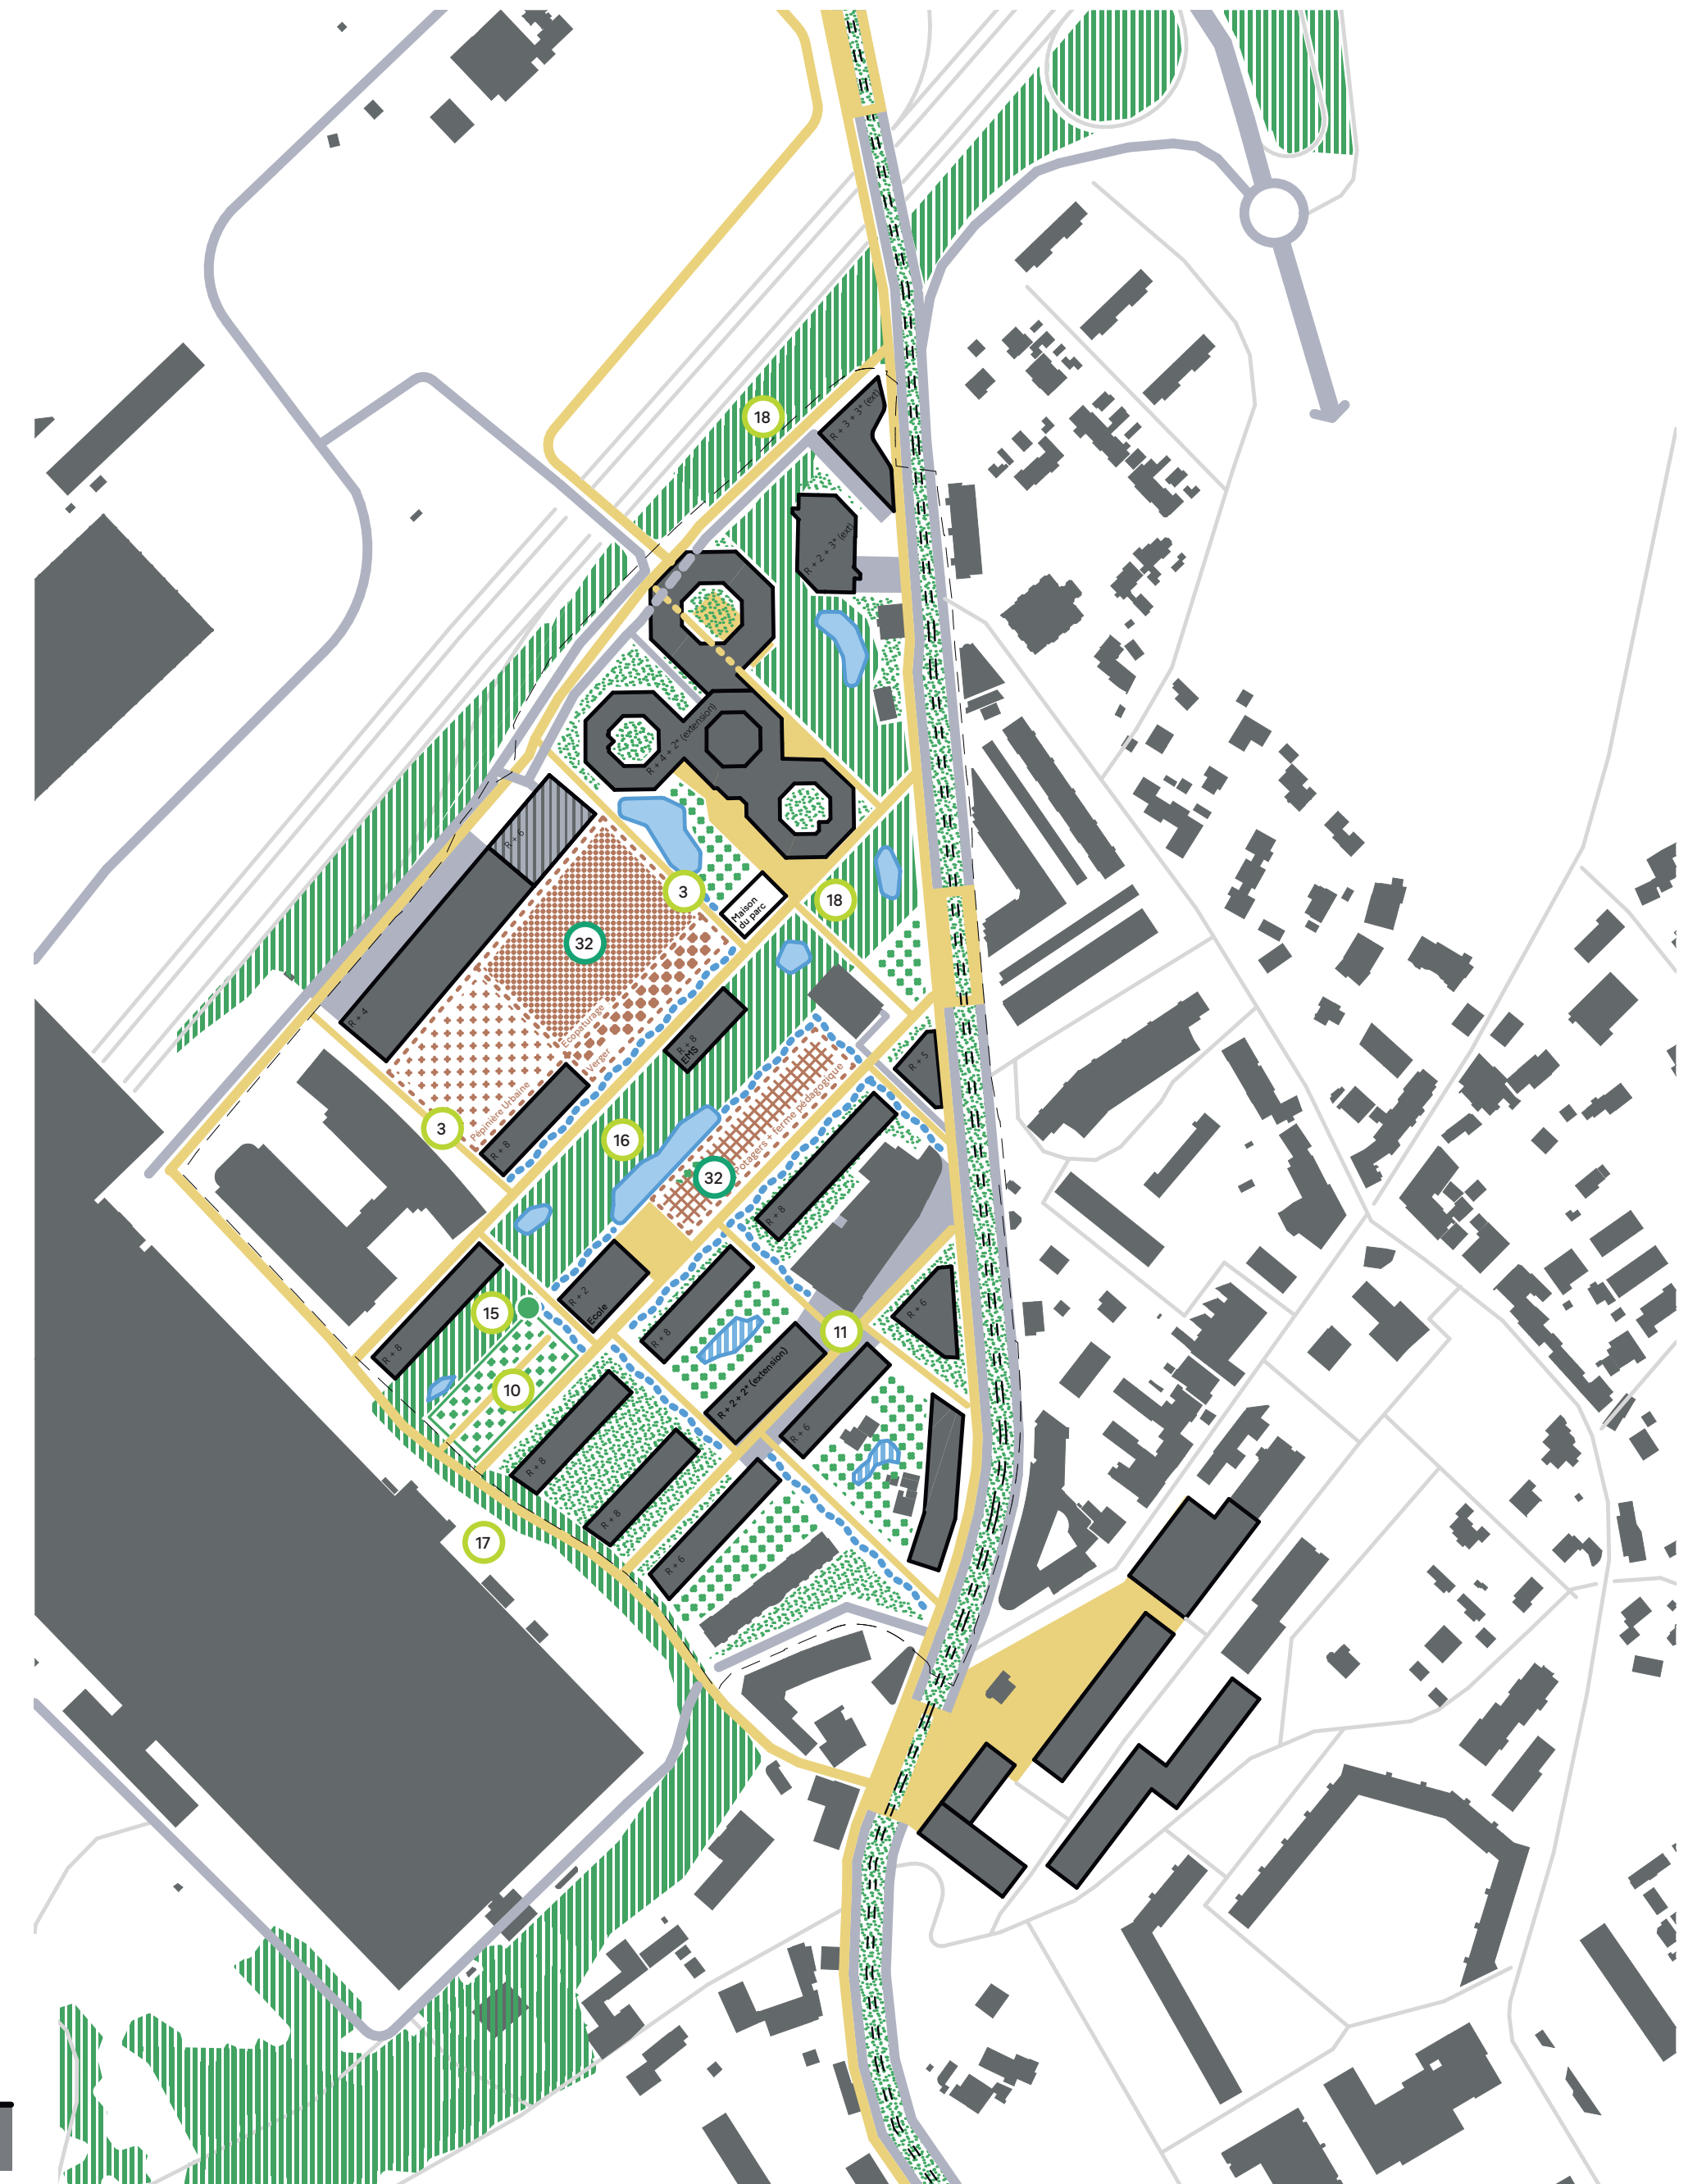 18
R + 3 + 3* (ext)
R + 2 + 3* (ext)
R + 4 + 2* (extension)
R + 6
3
Maison
du parc
18
32
R + 4
Ecopaturage
Verger
R + 8
EMS
R + 5
Pépinière Urbaine
3
R + 8
16
Potagers + ferme pédagogique
32
R + 8
R + 2
Ecole
15
R + 8
R + 8
11
R + 6
10
R + 2 + 2* (extension)
R + 6
R + 8
R + 8
17
R + 6